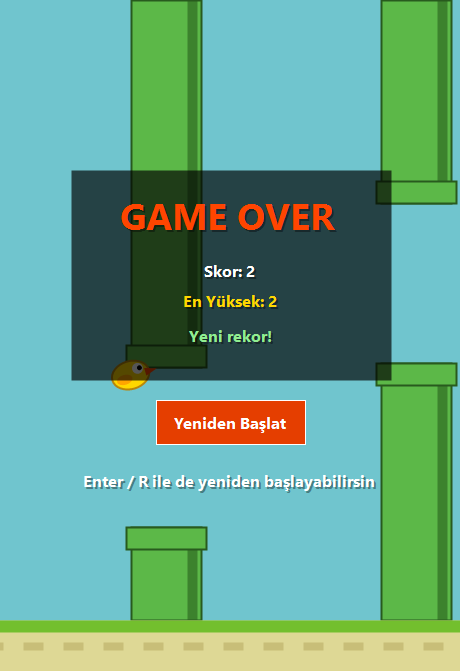 GAME OVER
Skor: 2
En Yüksek: 2
Yeni rekor!
Yeniden Başlat
Enter / R ile de yeniden başlayabilirsin